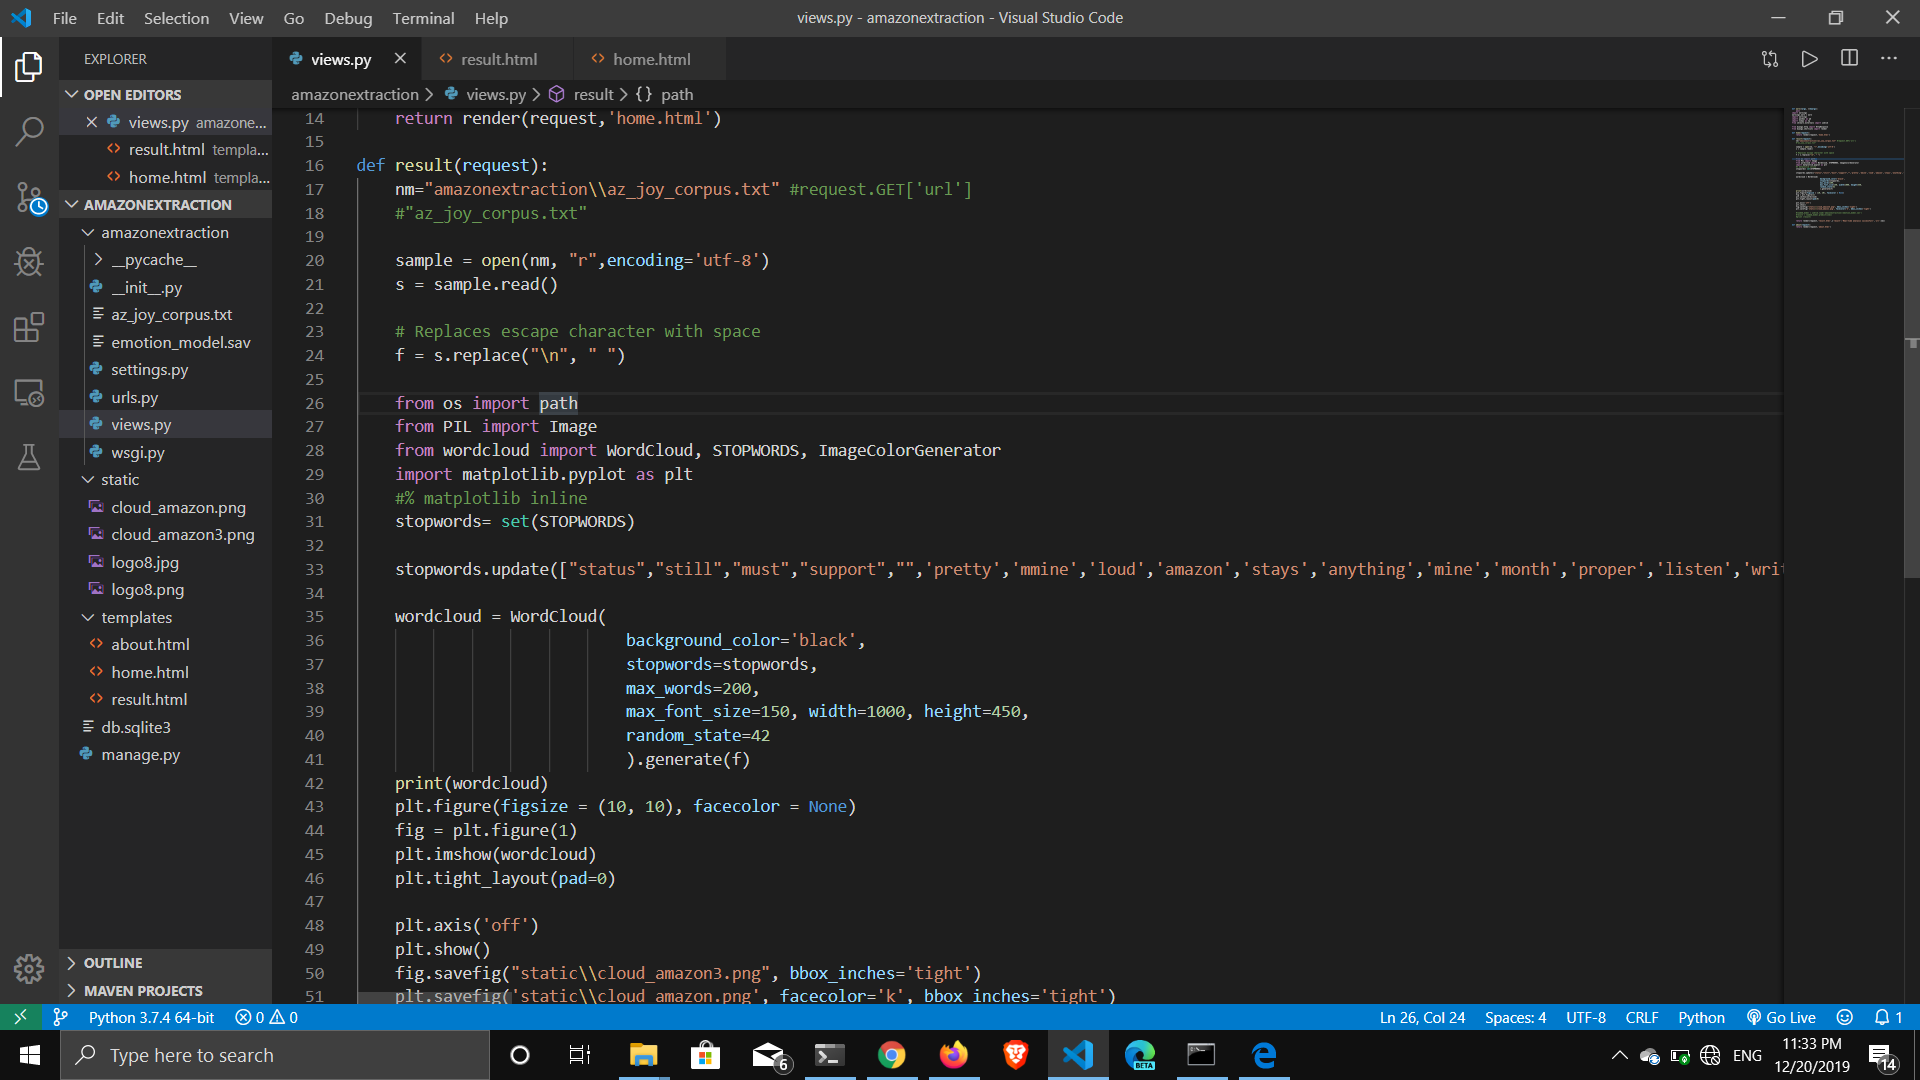 File Edit Selection View Go Debug Terminal Help
views.py - amazonextraction - Visual Studio Code
EXPLORER
OPEN EDITORS
views.py amazone...
result.html templa...
home.html templa...
AMAZONEXTRACTION
amazonextraction
__pycache__
__init__.py
az_joy_corpus.txt
emotion_model.sav
settings.py
urls.py
views.py
wsgi.py
static
cloud_amazon.png
cloud_amazon3.png
logo8.jpg
logo8.png
templates
about.html
home.html
result.html
db.sqlite3
manage.py
OUTLINE
MAVEN PROJECTS
views.py result.html home.html
amazonextraction > views.py > result > {} path
14 return render(request,'home.html')
15
16 def result(request):
17 nm="amazonextraction\\az_joy_corpus.txt" #request.GET['url']
18 #"az_joy_corpus.txt"
19
20 sample = open(nm, "r",encoding='utf-8')
21 s = sample.read()
22
23 # Replaces escape character with space
24 f = s.replace("\n", " ")
25
26 from os import path
27 from PIL import Image
28 from wordcloud import WordCloud, STOPWORDS, ImageColorGenerator
29 import matplotlib.pyplot as plt
30 #% matplotlib inline
31 stopwords= set(STOPWORDS)
32
33 stopwords.update(["status","still","must","support","",'pretty','mmine','loud','amazon','stays','anything','mine','month','proper','listen','writ
34
35 wordcloud = WordCloud(
36 background_color='black',
37 stopwords=stopwords,
38 max_words=200,
39 max_font_size=150, width=1000, height=450,
40 random_state=42
41 ).generate(f)
42 print(wordcloud)
43 plt.figure(figsize = (10, 10), facecolor = None)
44 fig = plt.figure(1)
45 plt.imshow(wordcloud)
46 plt.tight_layout(pad=0)
47
48 plt.axis('off')
49 plt.show()
50 fig.savefig("static\\cloud_amazon3.png", bbox_inches='tight')
51 plt.savefig('static\\cloud_amazon.png', facecolor='k', bbox_inches='tight')
Python 3.7.4 64-bit 0 0 Ln 26, Col 24 Spaces: 4 UTF-8 CRLF Python Go Live 1
Type here to search
6
BETA
ENG
11:33 PM
12/20/2019
14